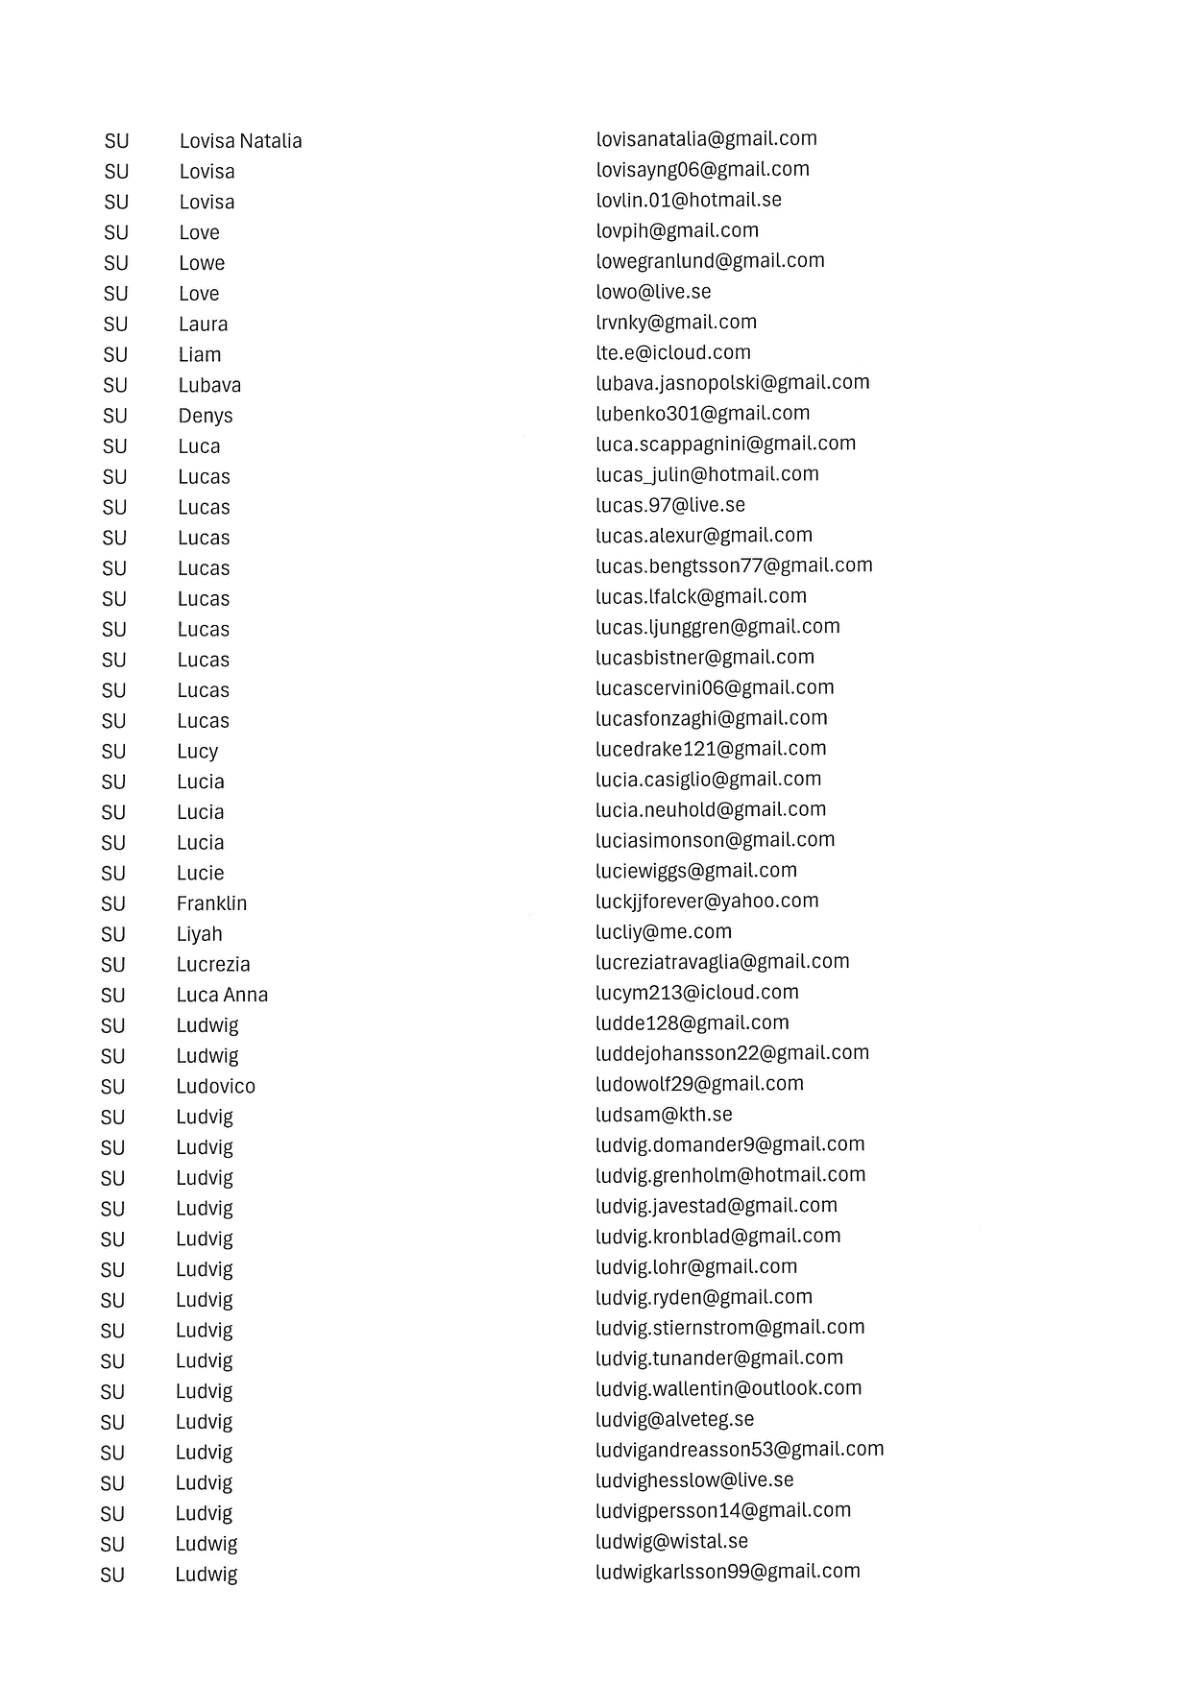 SU Lovisa Natalia lovisanatalia@gmail.com
SU Lovisa lovisayng06@gmail.com
SU Lovisa lovlin.01@hotmail.se
SU Love lovpih@gmail.com
SU Lowe lowegranlund@gmail.com
SU Love lowo@live.se
SU Laura lrvnky@gmail.com
SU Liam lte.e@icloud.com
SU Lubava lubava.jasnopolski@gmail.com
SU Denys lubenko301@gmail.com
SU Luca luca.scappagnini@gmail.com
SU Lucas lucas_julin@hotmail.com
SU Lucas lucas.97@live.se
SU Lucas lucas.alexur@gmail.com
SU Lucas lucas.bengtsson77@gmail.com
SU Lucas lucas.lfalck@gmail.com
SU Lucas lucas.ljunggren@gmail.com
SU Lucas lucasbistner@gmail.com
SU Lucas lucascervini06@gmail.com
SU Lucas lucasfonzaghi@gmail.com
SU Lucy lucedrake121@gmail.com
SU Lucia lucia.casiglio@gmail.com
SU Lucia lucia.neuhold@gmail.com
SU Lucia luciasimonson@gmail.com
SU Lucie luciewiggs@gmail.com
SU Franklin luckjjforever@yahoo.com
SU Liyah lucliy@me.com
SU Lucrezia lucreziatravaglia@gmail.com
SU Luca Anna lucym213@icloud.com
SU Ludwig ludde128@gmail.com
SU Ludwig luddejohansson22@gmail.com
SU Ludovico ludowolf29@gmail.com
SU Ludvig ludsam@kth.se
SU Ludvig ludvig.domander9@gmail.com
SU Ludvig ludvig.grenholm@hotmail.com
SU Ludvig ludvig.javestad@gmail.com
SU Ludvig ludvig.kronblad@gmail.com
SU Ludvig ludvig.lohr@gmail.com
SU Ludvig ludvig.ryden@gmail.com
SU Ludvig ludvig.stiernstrom@gmail.com
SU Ludvig ludvig.tunander@gmail.com
SU Ludvig ludvig.wallentin@outlook.com
SU Ludvig ludvig@alveteg.se
SU Ludvig ludvigandreasson53@gmail.com
SU Ludvig ludvighesslow@live.se
SU Ludvig ludvigpersson14@gmail.com
SU Ludwig ludwig@wistal.se
SU Ludwig ludwigkarlsson99@gmail.com